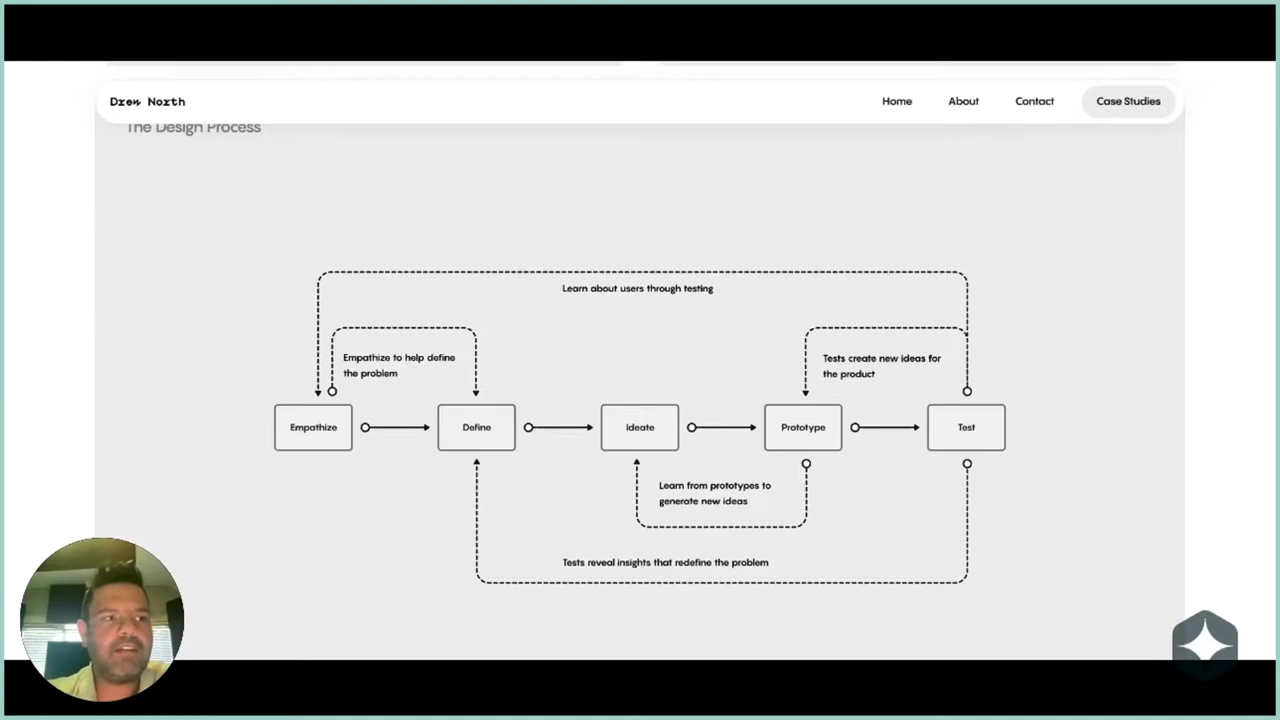 Drew North
Home
About
Contact
Case Studies
The Design Process
Learn about users through testing
Empathize to help define
the problem
Tests create new ideas for
the product
Empathize
Define
Ideate
Prototype
Test
Learn from prototypes to
generate new ideas
Tests reveal insights that redefine the problem